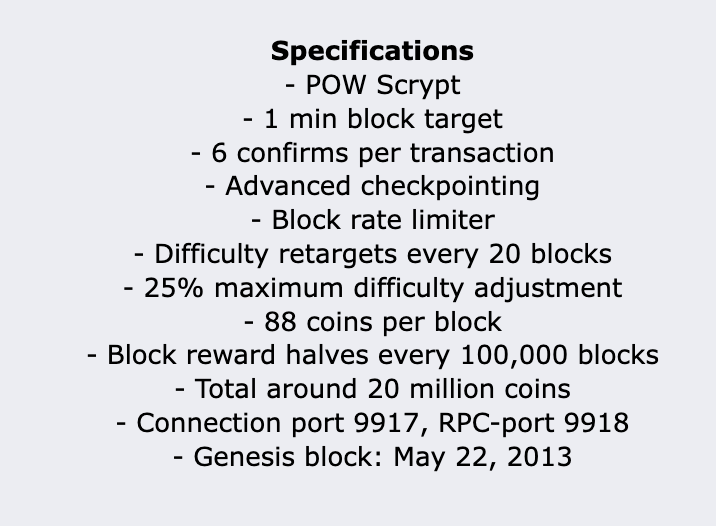 Specifications
- POW Scrypt
- 1 min block target
- 6 confirms per transaction
- Advanced checkpointing
- Block rate limiter
- Difficulty retargets every 20 blocks
- 25% maximum difficulty adjustment
- 88 coins per block
- Block reward halves every 100,000 blocks
- Total around 20 million coins
- Connection port 9917, RPC-port 9918
- Genesis block: May 22, 2013